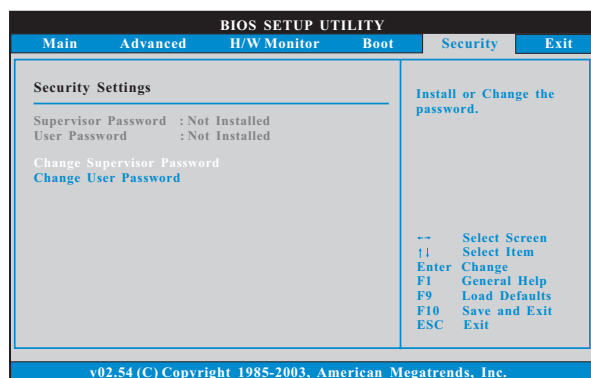 BIOS SETUP UTILITY
Main Advanced H/W Monitor Boot Security Exit
Security Settings
Supervisor Password : Not Installed
User Password : Not Installed
Change Supervisor Password
Change User Password
Install or Change the
password.
←→ Select Screen
↑↓ Select Item
Enter Change
F1 General Help
F9 Load Defaults
F10 Save and Exit
ESC Exit
v02.54 (C) Copyright 1985-2003, American Megatrends, Inc.